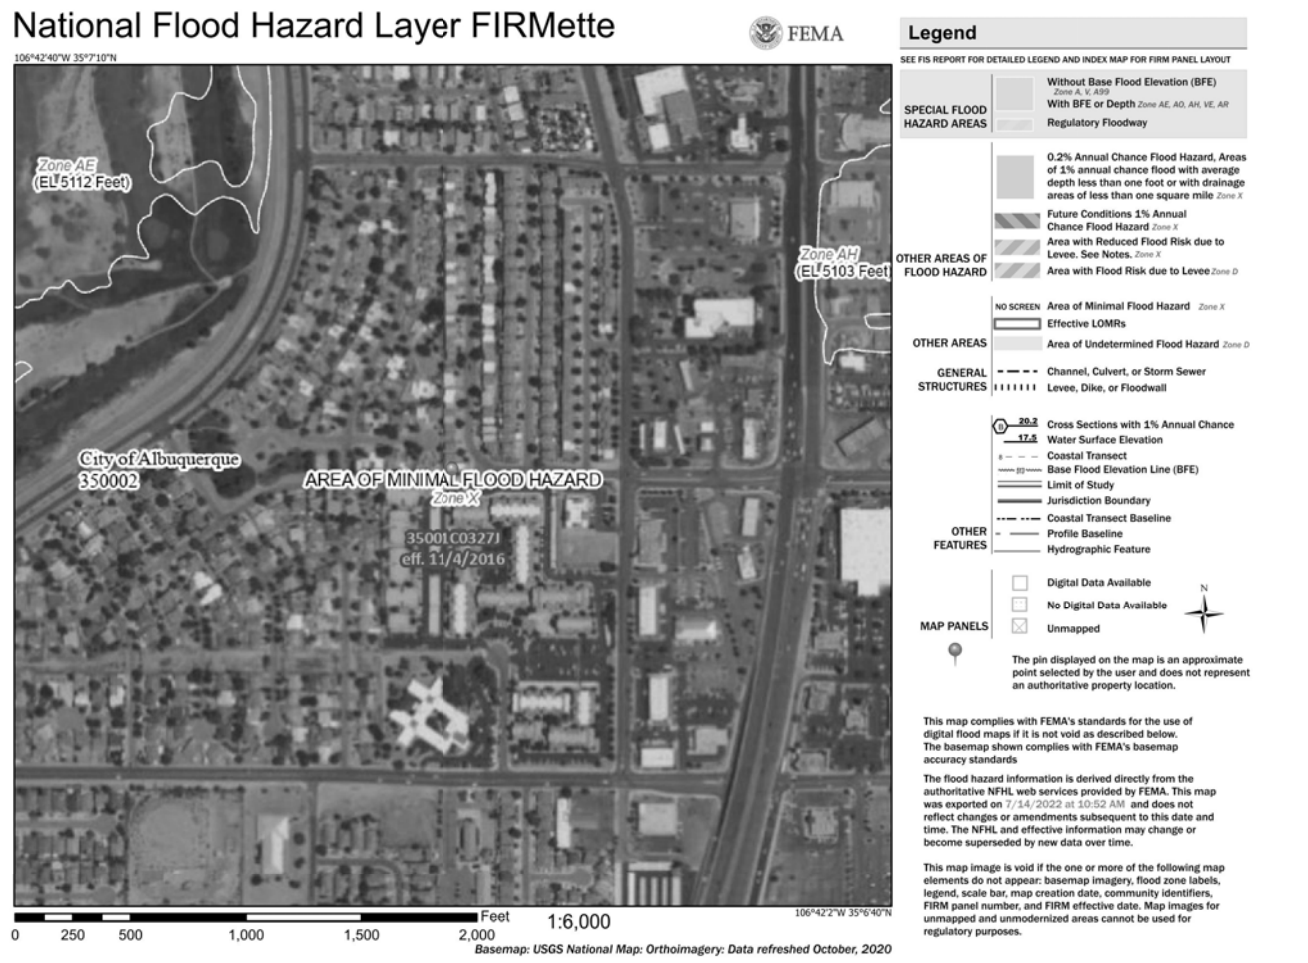 National Flood Hazard Layer FIRMette
FEMA
106°42'40"W 35°7'10"N
Zone AE
(EL 5112 Feet)
Zone AH
(EL 5103 Feet)
City of Albuquerque
350002
AREA OF MINIMAL FLOOD HAZARD
Zone X
35001C0327J
eff. 11/4/2016
Feet
1:6,000
106°42'2"W 35°6'40"N
0 250 500 1,000 1,500 2,000
Basemap: USGS National Map: Orthoimagery: Data refreshed October, 2020
Legend
SEE FIS REPORT FOR DETAILED LEGEND AND INDEX MAP FOR FIRM PANEL LAYOUT
SPECIAL FLOOD
HAZARD AREAS
Without Base Flood Elevation (BFE)
Zone A, V, A99
With BFE or Depth Zone AE, AO, AH, VE, AR
Regulatory Floodway
0.2% Annual Chance Flood Hazard, Areas
of 1% annual chance flood with average
depth less than one foot or with drainage
areas of less than one square mile Zone X
Future Conditions 1% Annual
Chance Flood Hazard Zone X
Area with Reduced Flood Risk due to
Levee. See Notes. Zone X
Area with Flood Risk due to Levee Zone D
OTHER AREAS OF
FLOOD HAZARD
NO SCREEN Area of Minimal Flood Hazard Zone X
Effective LOMRs
OTHER AREAS
Area of Undetermined Flood Hazard Zone D
GENERAL
STRUCTURES
Channel, Culvert, or Storm Sewer
Levee, Dike, or Floodwall
B 20.2 Cross Sections with 1% Annual Chance
17.5 Water Surface Elevation
8 Coastal Transect
513 Base Flood Elevation Line (BFE)
Limit of Study
Jurisdiction Boundary
Coastal Transect Baseline
OTHER
FEATURES
Profile Baseline
Hydrographic Feature
Digital Data Available
No Digital Data Available
Unmapped
MAP PANELS
N
The pin displayed on the map is an approximate
point selected by the user and does not represent
an authoritative property location.
This map complies with FEMA's standards for the use of
digital flood maps if it is not void as described below.
The basemap shown complies with FEMA's basemap
accuracy standards
The flood hazard information is derived directly from the
authoritative NFHL web services provided by FEMA. This map
was exported on 7/14/2022 at 10:52 AM and does not
reflect changes or amendments subsequent to this date and
time. The NFHL and effective information may change or
become superseded by new data over time.
This map image is void if the one or more of the following map
elements do not appear: basemap imagery, flood zone labels,
legend, scale bar, map creation date, community identifiers,
FIRM panel number, and FIRM effective date. Map images for
unmapped and unmodernized areas cannot be used for
regulatory purposes.